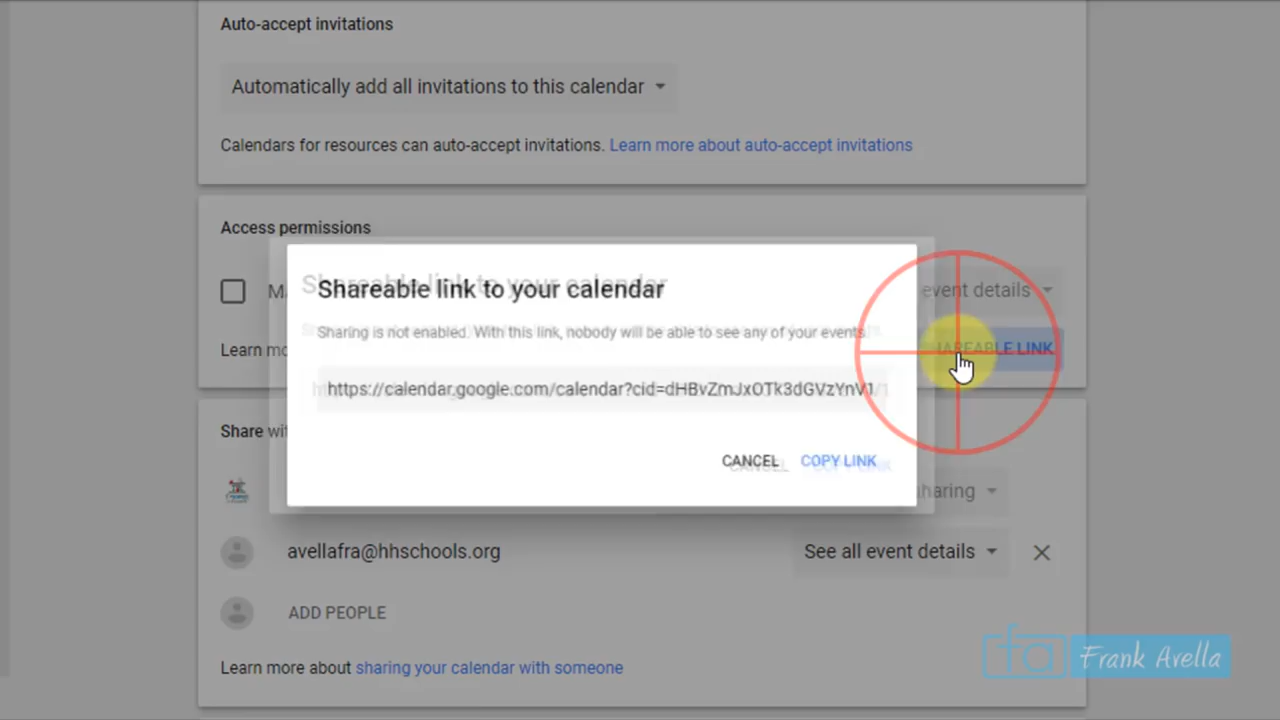 Auto-accept invitations
Automatically add all invitations to this calendar
Calendars for resources can auto-accept invitations. Learn more about auto-accept invitations
Access permissions
event details
Shareable link to your calendar
Sharing is not enabled. With this link, nobody will be able to see any of your events.
Learn
LINK
https://calendar.google.com/calendar?cid=dHBvZmJxOTk3dGVzYnV1
Share
CANCEL COPY LINK
sharing
avellafra@hhschools.org See all event details
ADD PEOPLE
Learn more about sharing your calendar with someone
fa Frank Avella